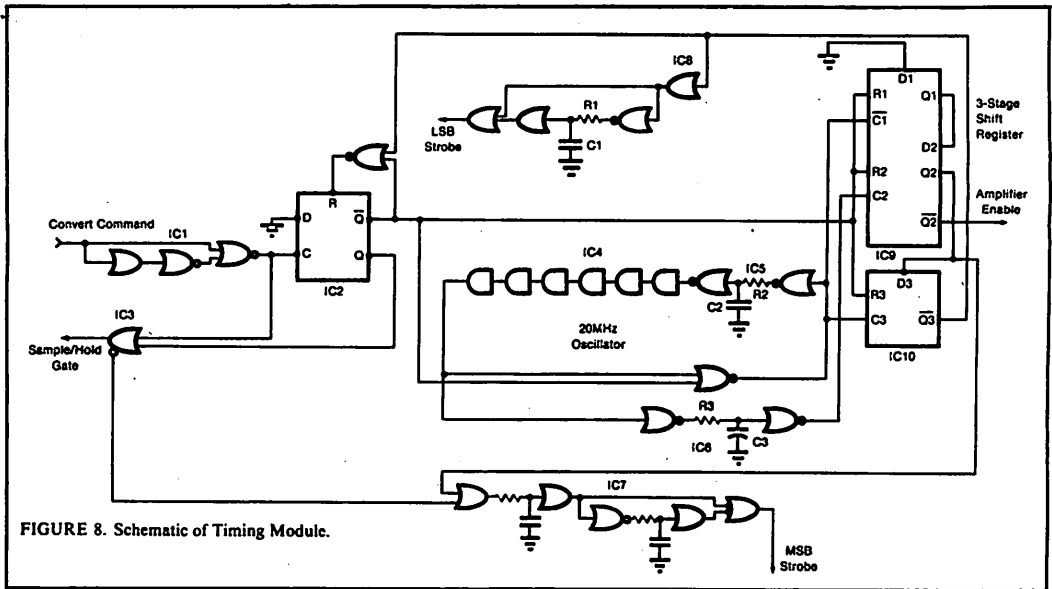 IC8
R1
C1
LSB
Strobe
D1
R1
Q1
C1
D2
R2
Q2
C2
Q2
IC9
3-Stage
Shift
Register
Amplifier
Enable
Convert Command
IC1
R
D
Q
C
Q
IC2
IC3
Sample/Hold
Gate
IC4
IC5
R2
C2
20MHz
Oscillator
D3
R3
C3
Q3
IC10
R3
C3
IC6
IC7
MSB
Strobe
FIGURE 8. Schematic of Timing Module.